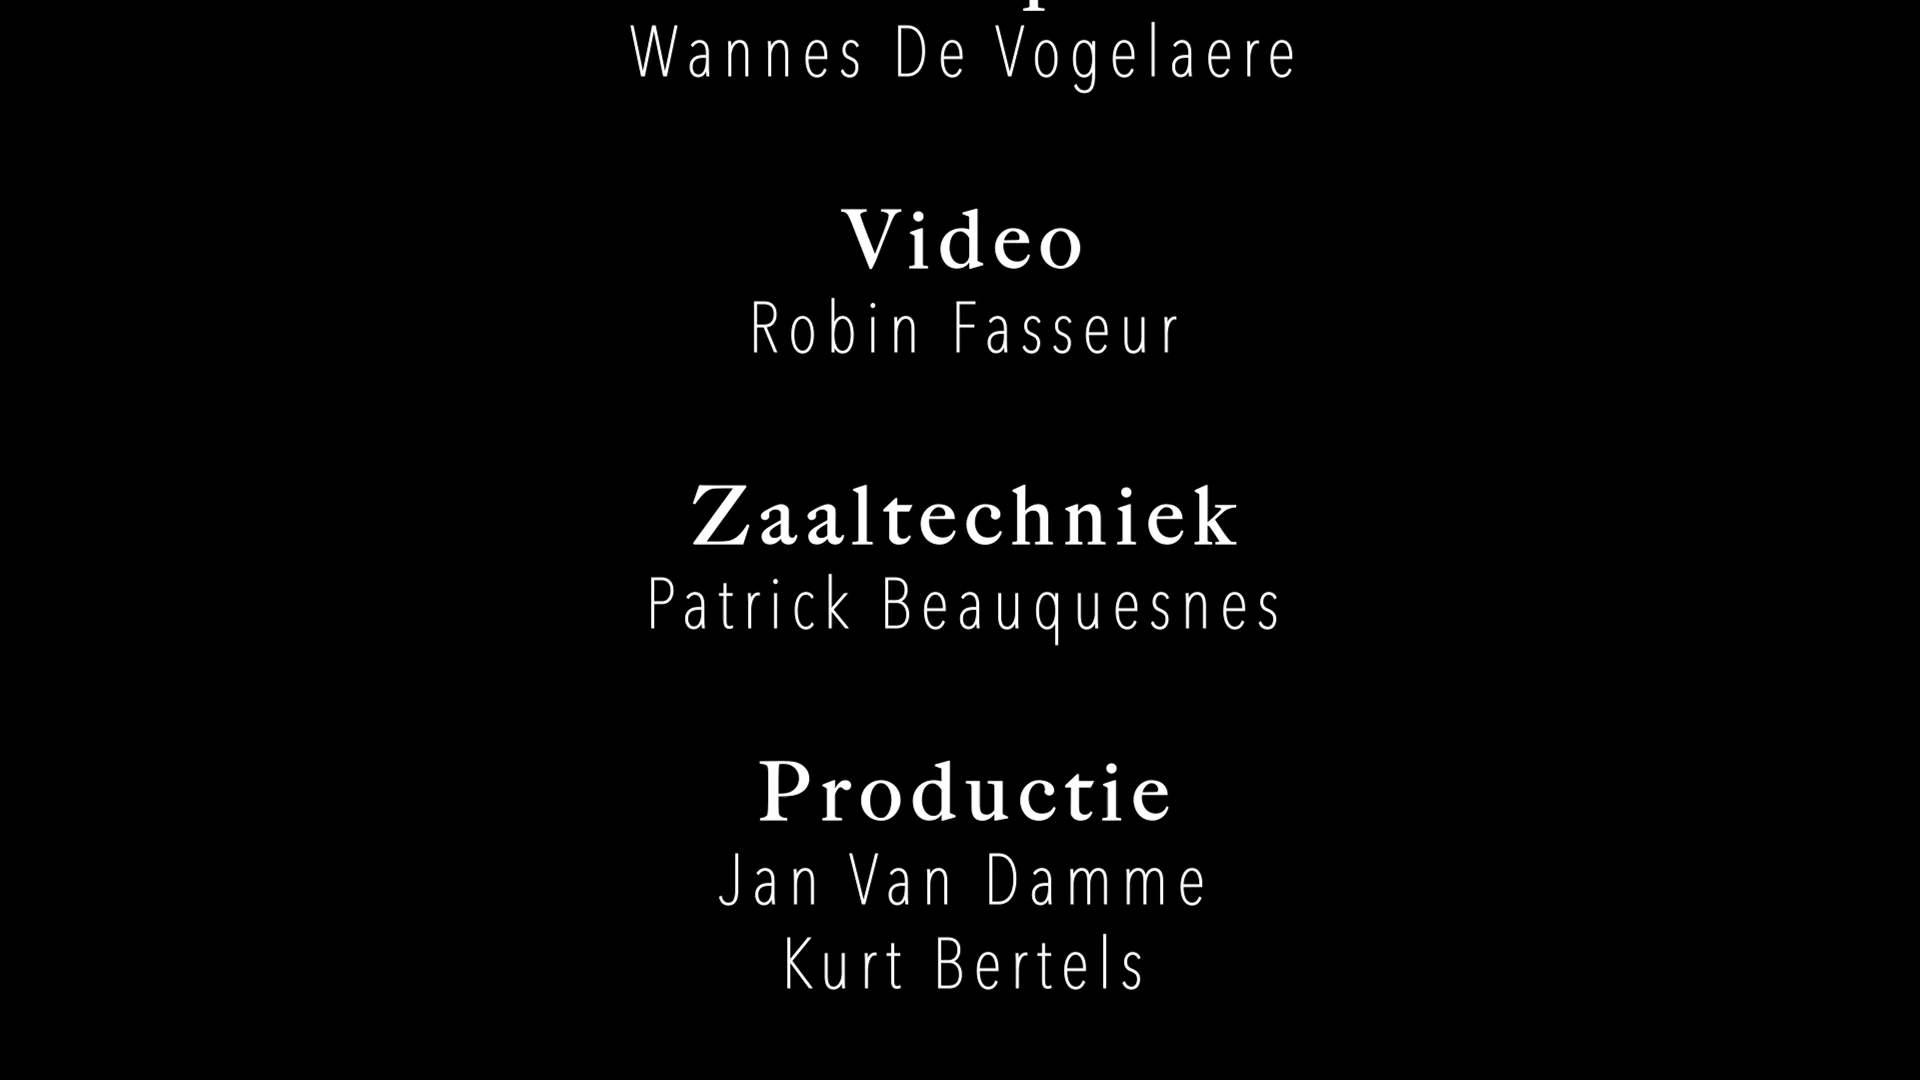 Wannes De Vogelaere
Video
Robin Fasseur
Zaaltechniek
Patrick Beauquesnes
Productie
Jan Van Damme
Kurt Bertels